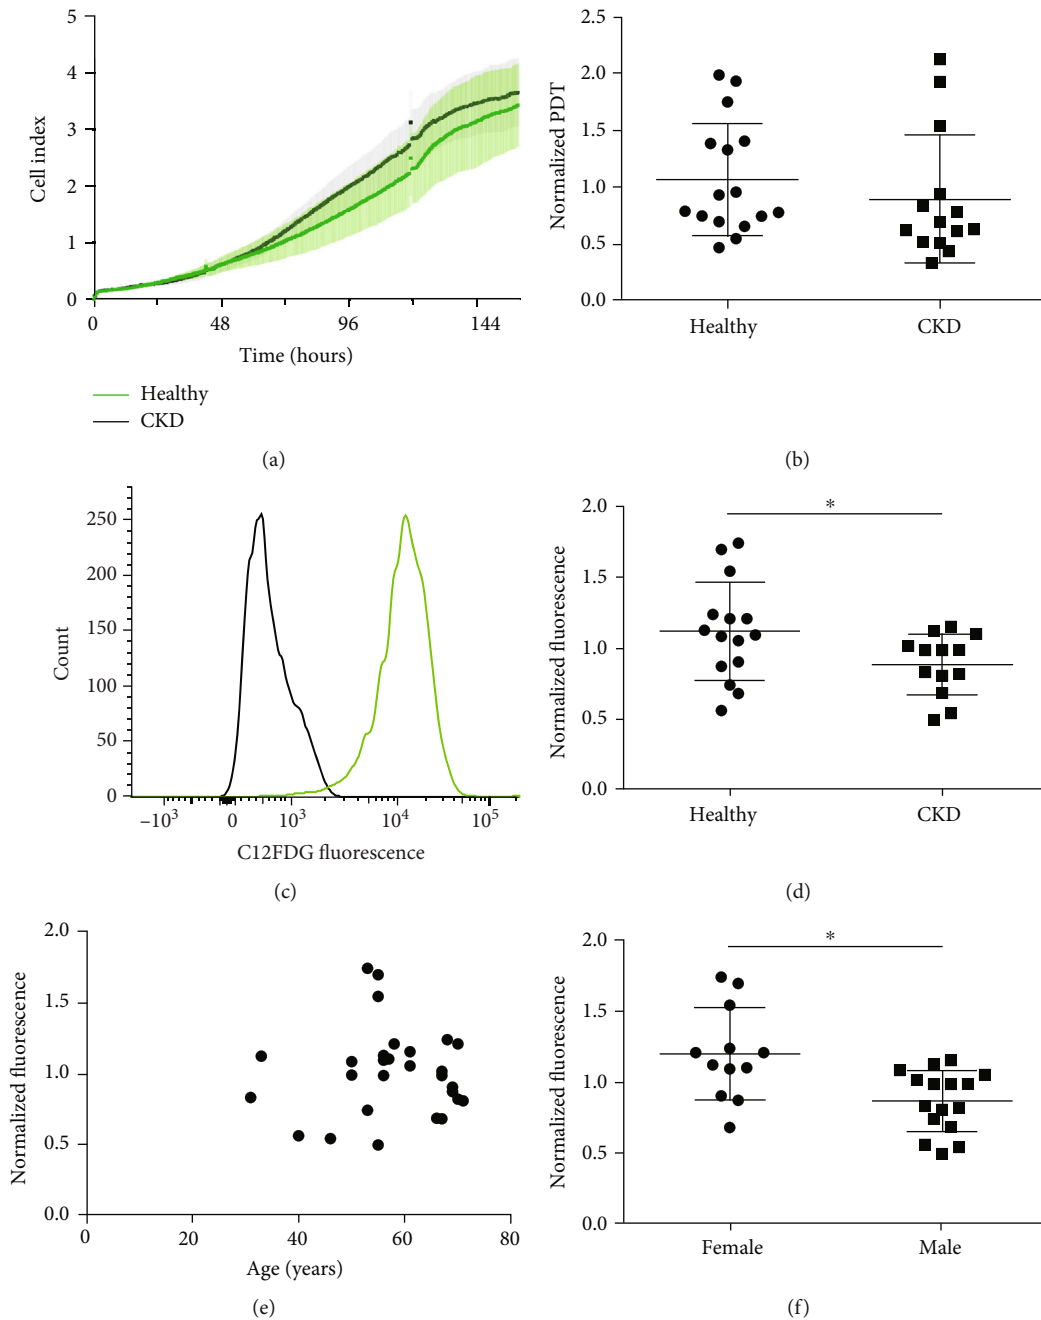 5
4
3
2
1
0
Cell index
0
48
96
144
Time (hours)
Healthy
CKD
(a)
2.5
2.0
1.5
1.0
0.5
0.0
Normalized PDT
Healthy
CKD
(b)
250
200
150
100
50
0
Count
–10³
0
10³
10⁴
10⁵
C12FDG fluorescence
(c)
2.0
1.5
1.0
0.5
0.0
Normalized fluorescence
*
Healthy
CKD
(d)
2.0
1.5
1.0
0.5
0.0
Normalized fluorescence
0
20
40
60
80
Age (years)
(e)
2.0
1.5
1.0
0.5
0.0
Normalized fluorescence
*
Female
Male
(f)